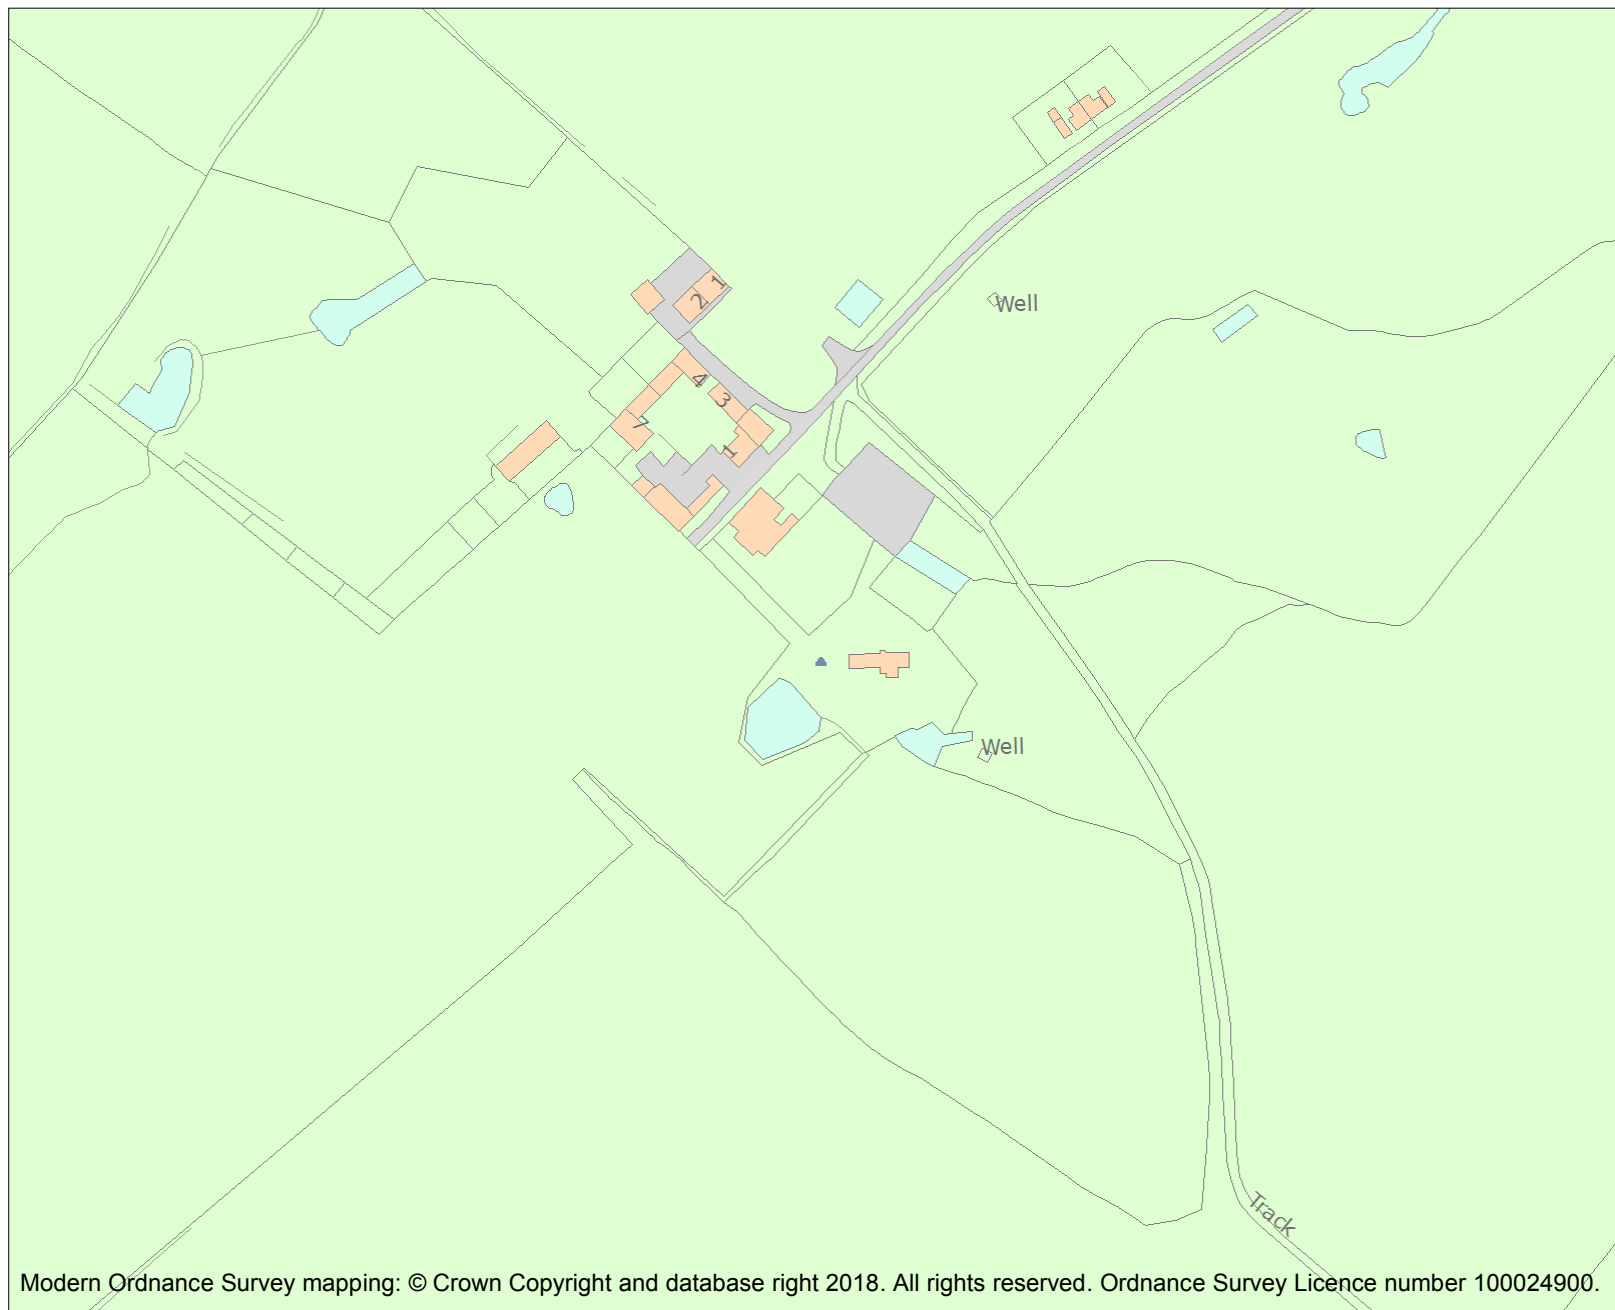 Well
2 1
4
3
7
1
Well
Track
Modern Ordnance Survey mapping: © Crown Copyright and database right 2018. All rights reserved. Ordnance Survey Licence number 100024900.